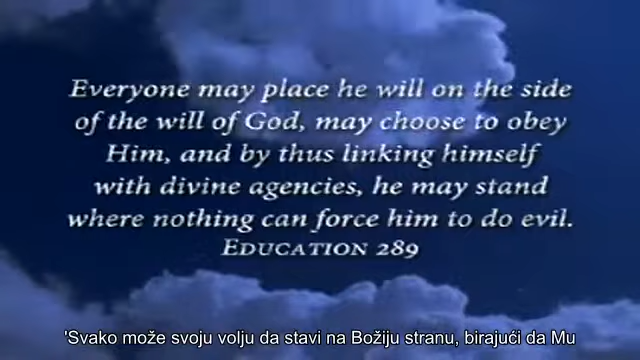 Everyone may place he will on the side
of the will of God, may choose to obey
Him, and by thus linking himself
with divine agencies, he may stand
where nothing can force him to do evil.
EDUCATION 289
'Svako može svoju volju da stavi na Božiju stranu, birajući da Mu